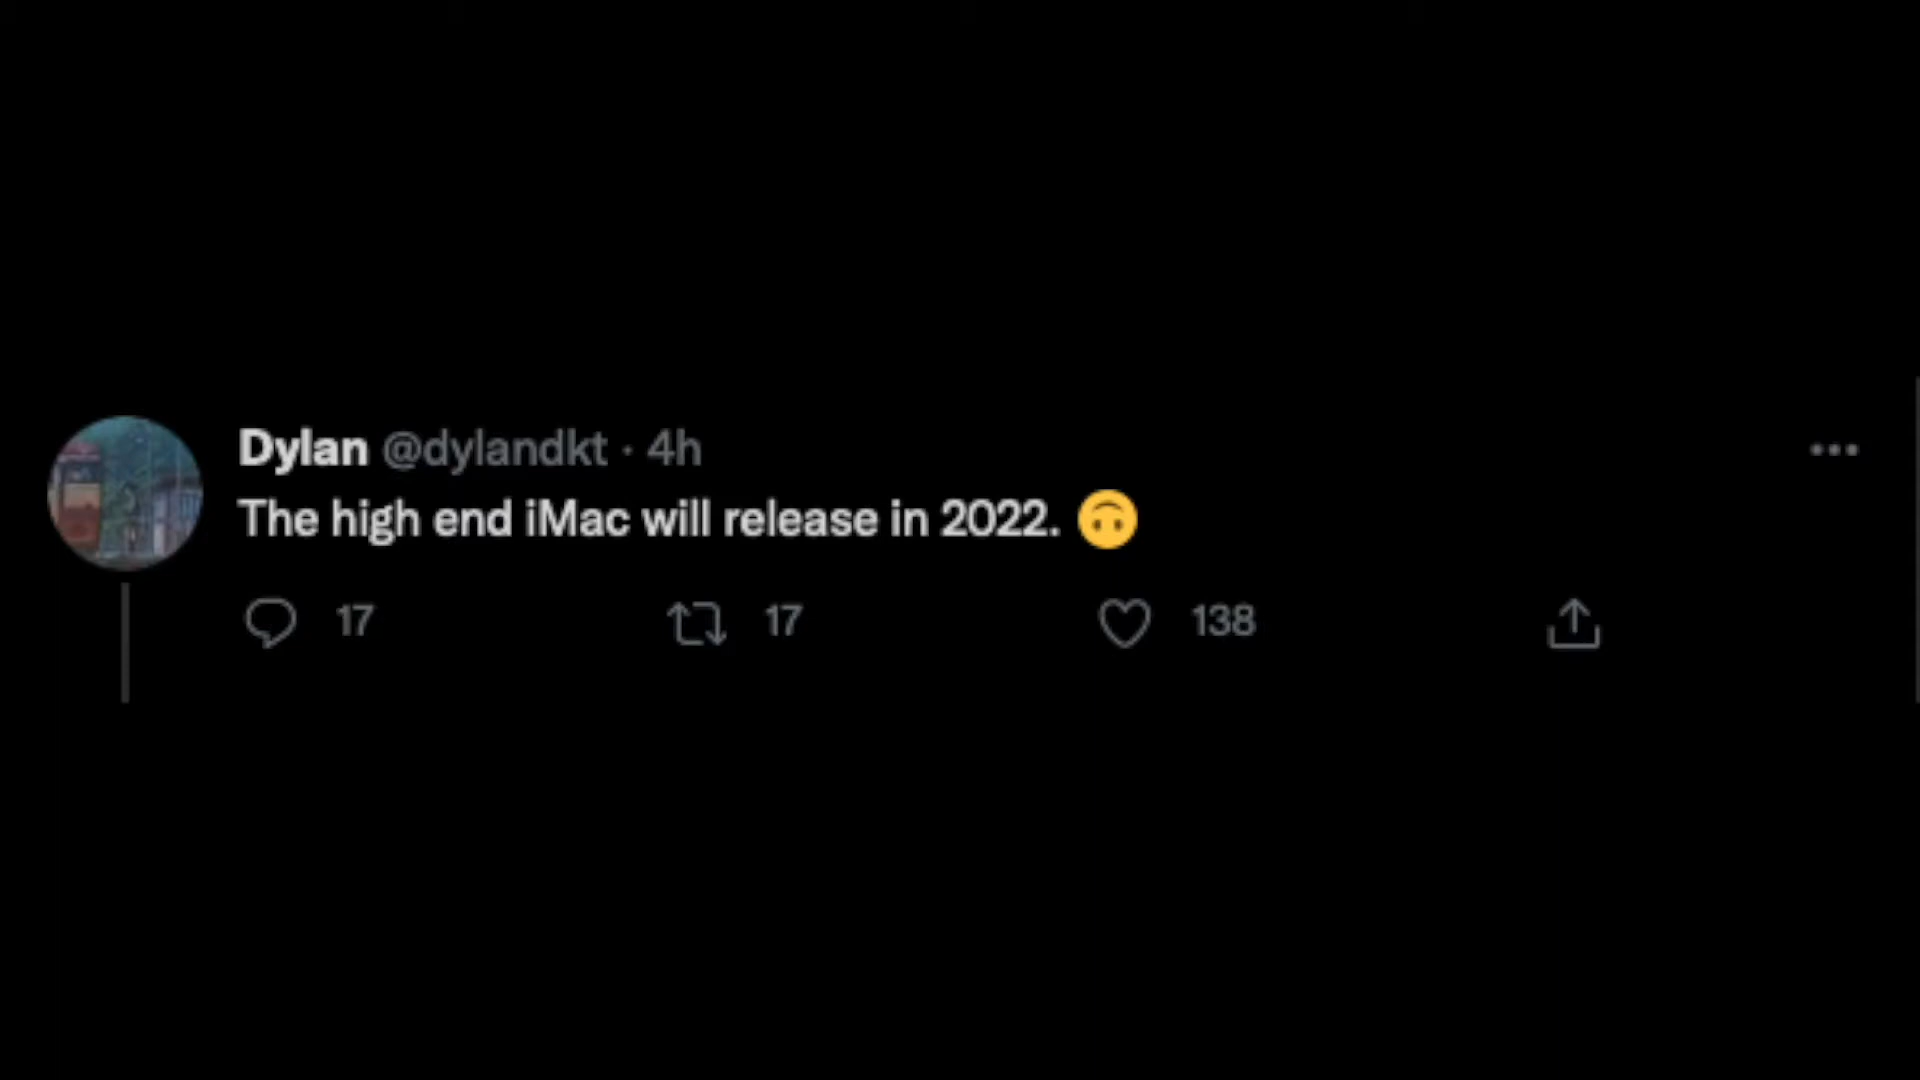 Dylan @dylandkt · 4h
The high end iMac will release in 2022. 🙃
17 17 138